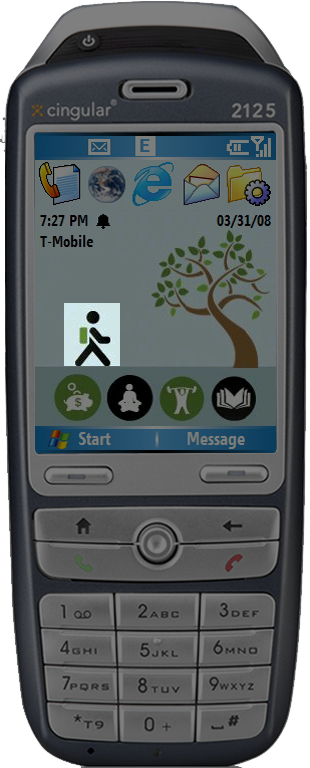 cingular® 2125
E
7:27 PM 03/31/08
T-Mobile
$
Start Message
1 2ABC 3DEF
4GHI 5JKL 6MNO
7PQRS 8TUV 9WXYZ
*T9 0 + #